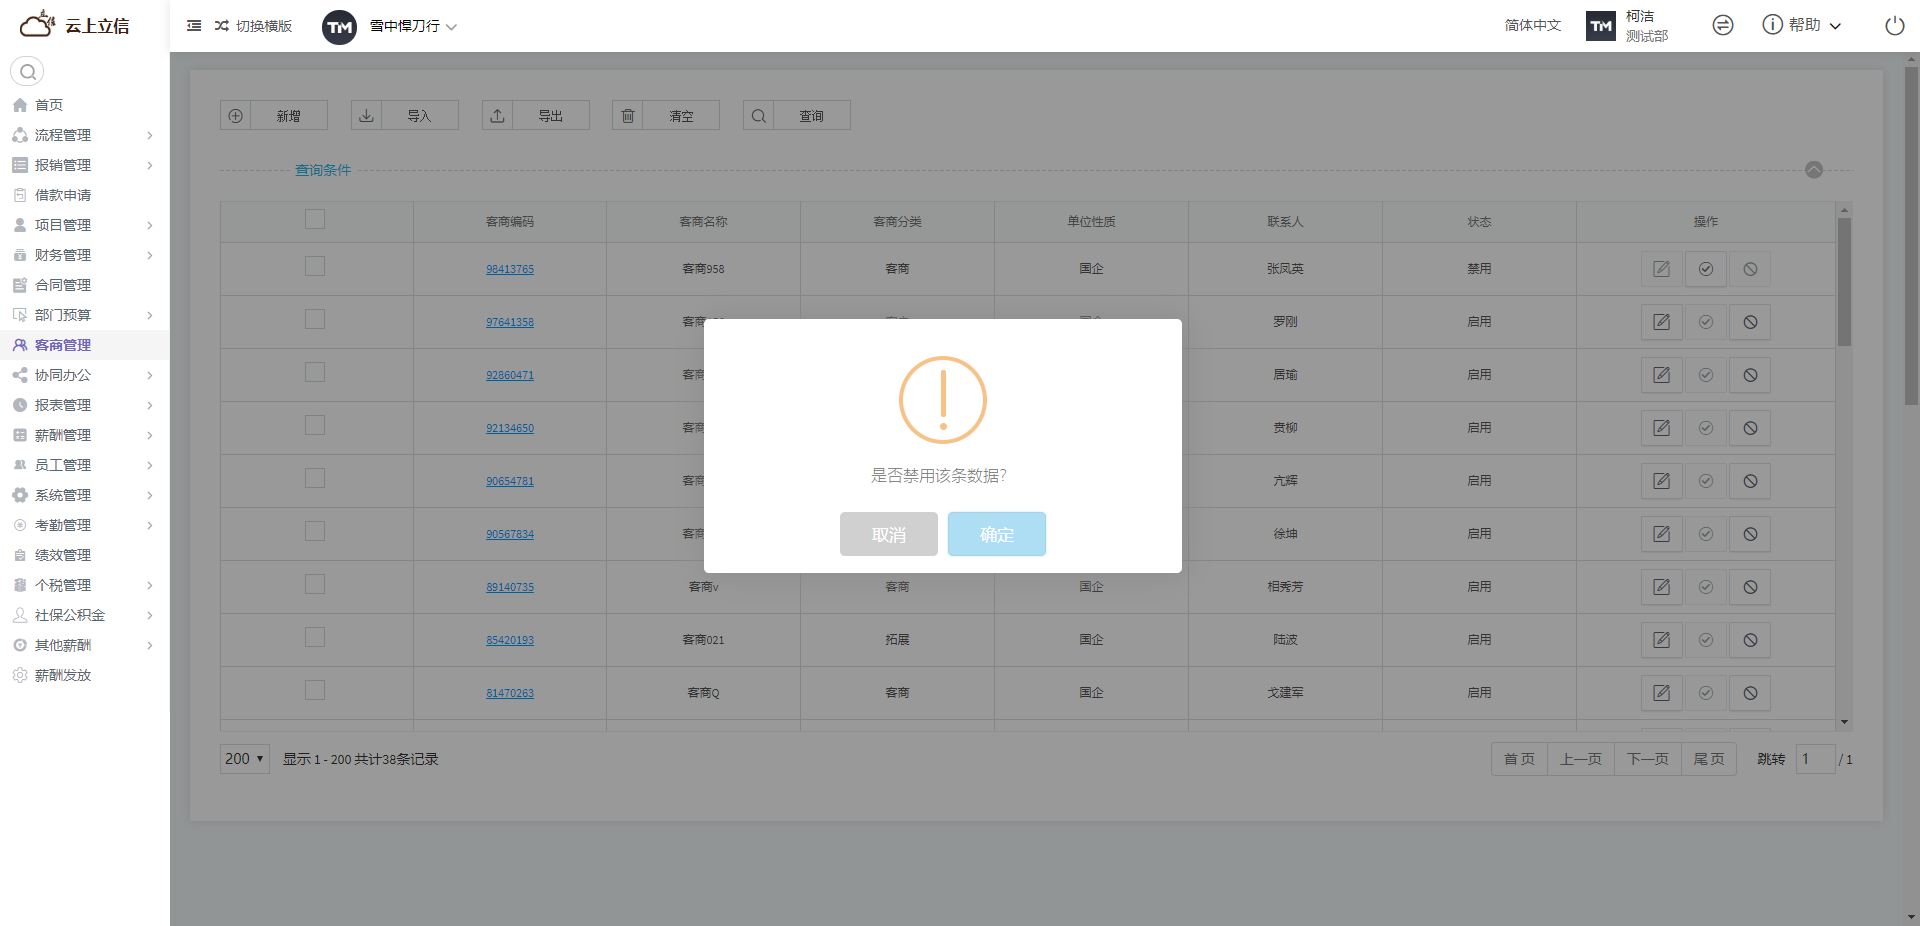 云上立信
切换横版
TM
雪中悍刀行
简体中文
TM
柯洁
测试部
帮助
首页
流程管理
报销管理
借款申请
项目管理
财务管理
合同管理
部门预算
客商管理
协同办公
报表管理
薪酬管理
员工管理
系统管理
考勤管理
绩效管理
个税管理
社保公积金
其他薪酬
薪酬发放
新增
导入
导出
清空
查询
查询条件
客商编码 客商名称 客商分类 单位性质 联系人 状态 操作
98413765 客商958 客商 国企 张凤英 禁用
97641358 客商 罗刚 启用
92860471 客商 居瑜 启用
92134650 客商 贲柳 启用
90654781 客商 亢辉 启用
90567834 客商 徐坤 启用
89140735 客商v 客商 国企 相秀芳 启用
85420193 客商021 拓展 国企 陆波 启用
81470263 客商Q 客商 国企 戈建军 启用
是否禁用该条数据?
取消
确定
200 显示 1 - 200 共计38条记录
首页 上一页 下一页 尾页 跳转 1 / 1